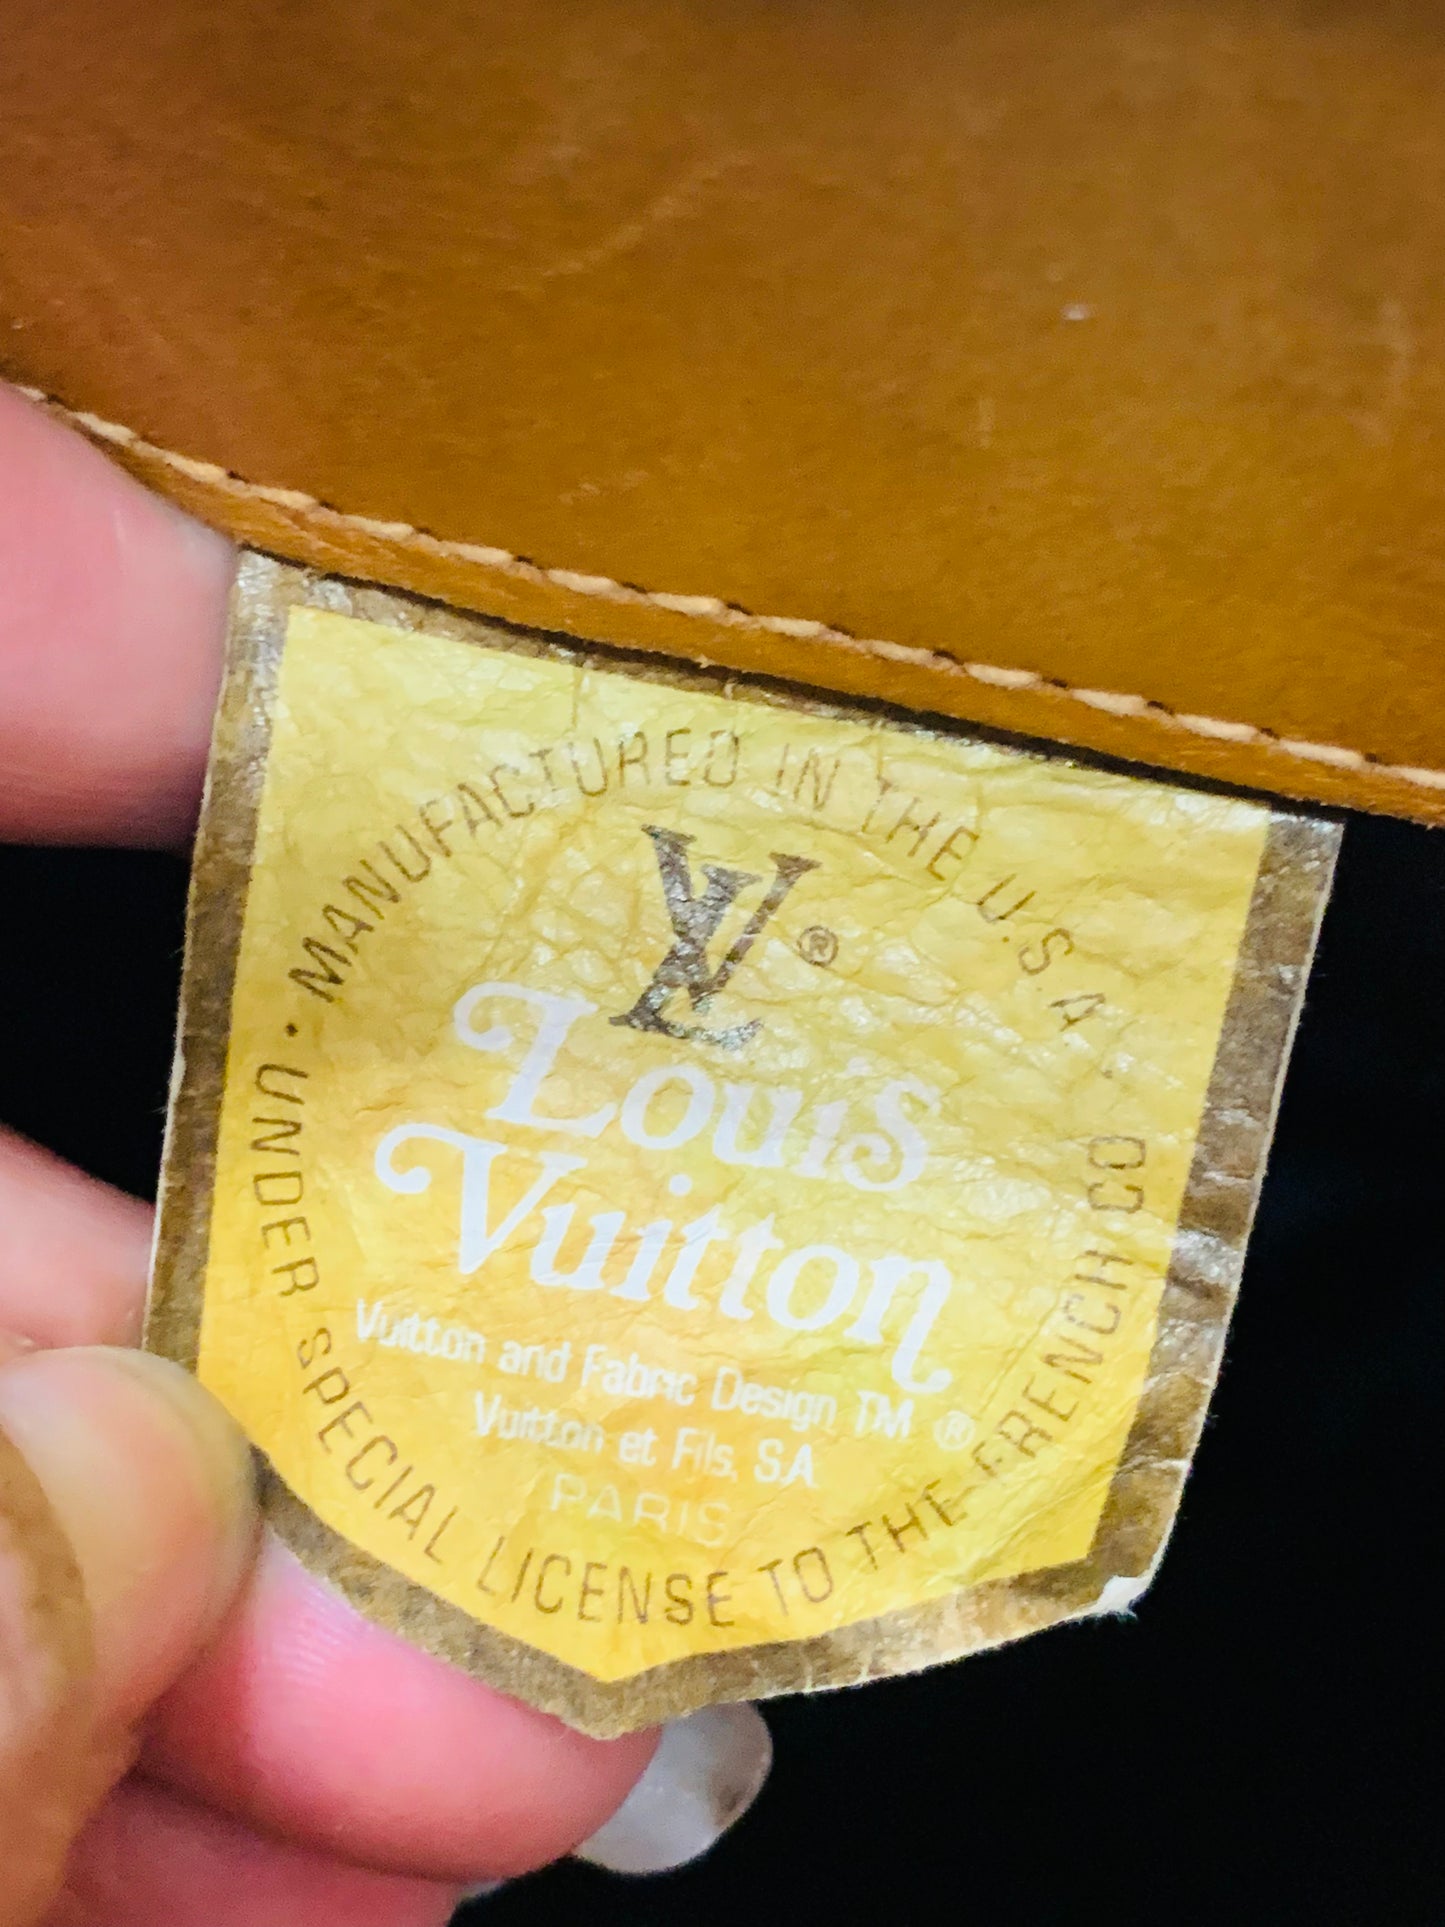 • MANUFACTURED IN THE U.S.A. •
LV ®
Louis
Vuitton
Vuitton and Fabric Design TM ®
Vuitton et Fils, S.A
PARIS
UNDER SPECIAL LICENSE TO THE FRENCH CO